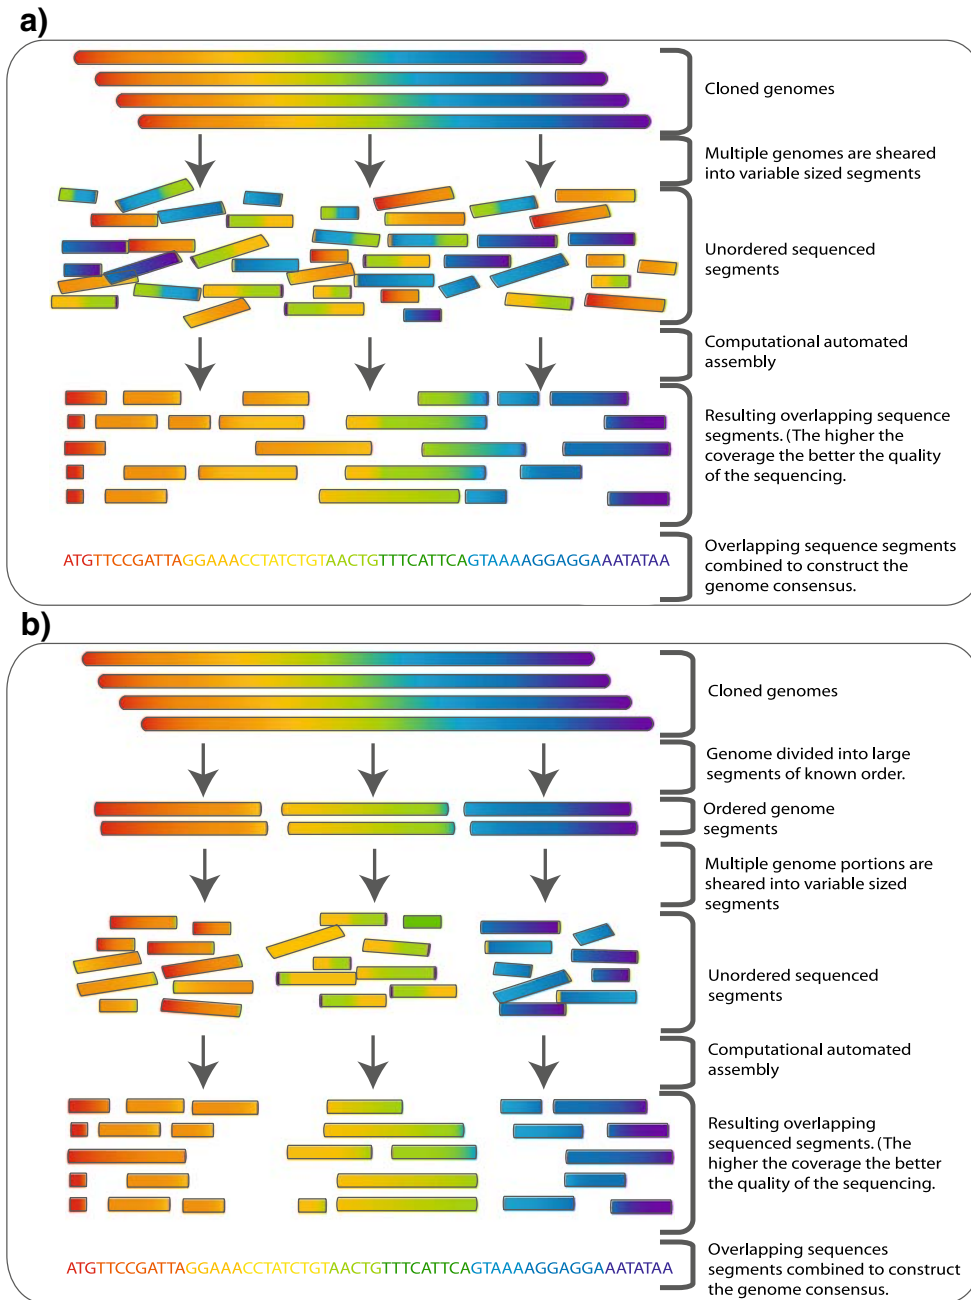 a)
Cloned genomes
Multiple genomes are sheared
into variable sized segments
Unordered sequenced
segments
Computational automated
assembly
Resulting overlapping sequence
segments. (The higher the
coverage the better the quality
of the sequencing.
ATGTTCCGATTAGGAAACCTATCTGTAACTGTTTCATTCAGTAAAAGGAGGAAATATAA
Overlapping sequence segments
combined to construct the
genome consensus.
b)
Cloned genomes
Genome divided into large
segments of known order.
Ordered genome
segments
Multiple genome portions are
sheared into variable sized
segments
Unordered sequenced
segments
Computational automated
assembly
Resulting overlapping
sequenced segments. (The
higher the coverage the better
the quality of the sequencing.
ATGTTCCGATTAGGAAACCTATCTGTAACTGTTTCATTCAGTAAAAGGAGGAAATATAA
Overlapping sequences
segments combined to construct
the genome consensus.